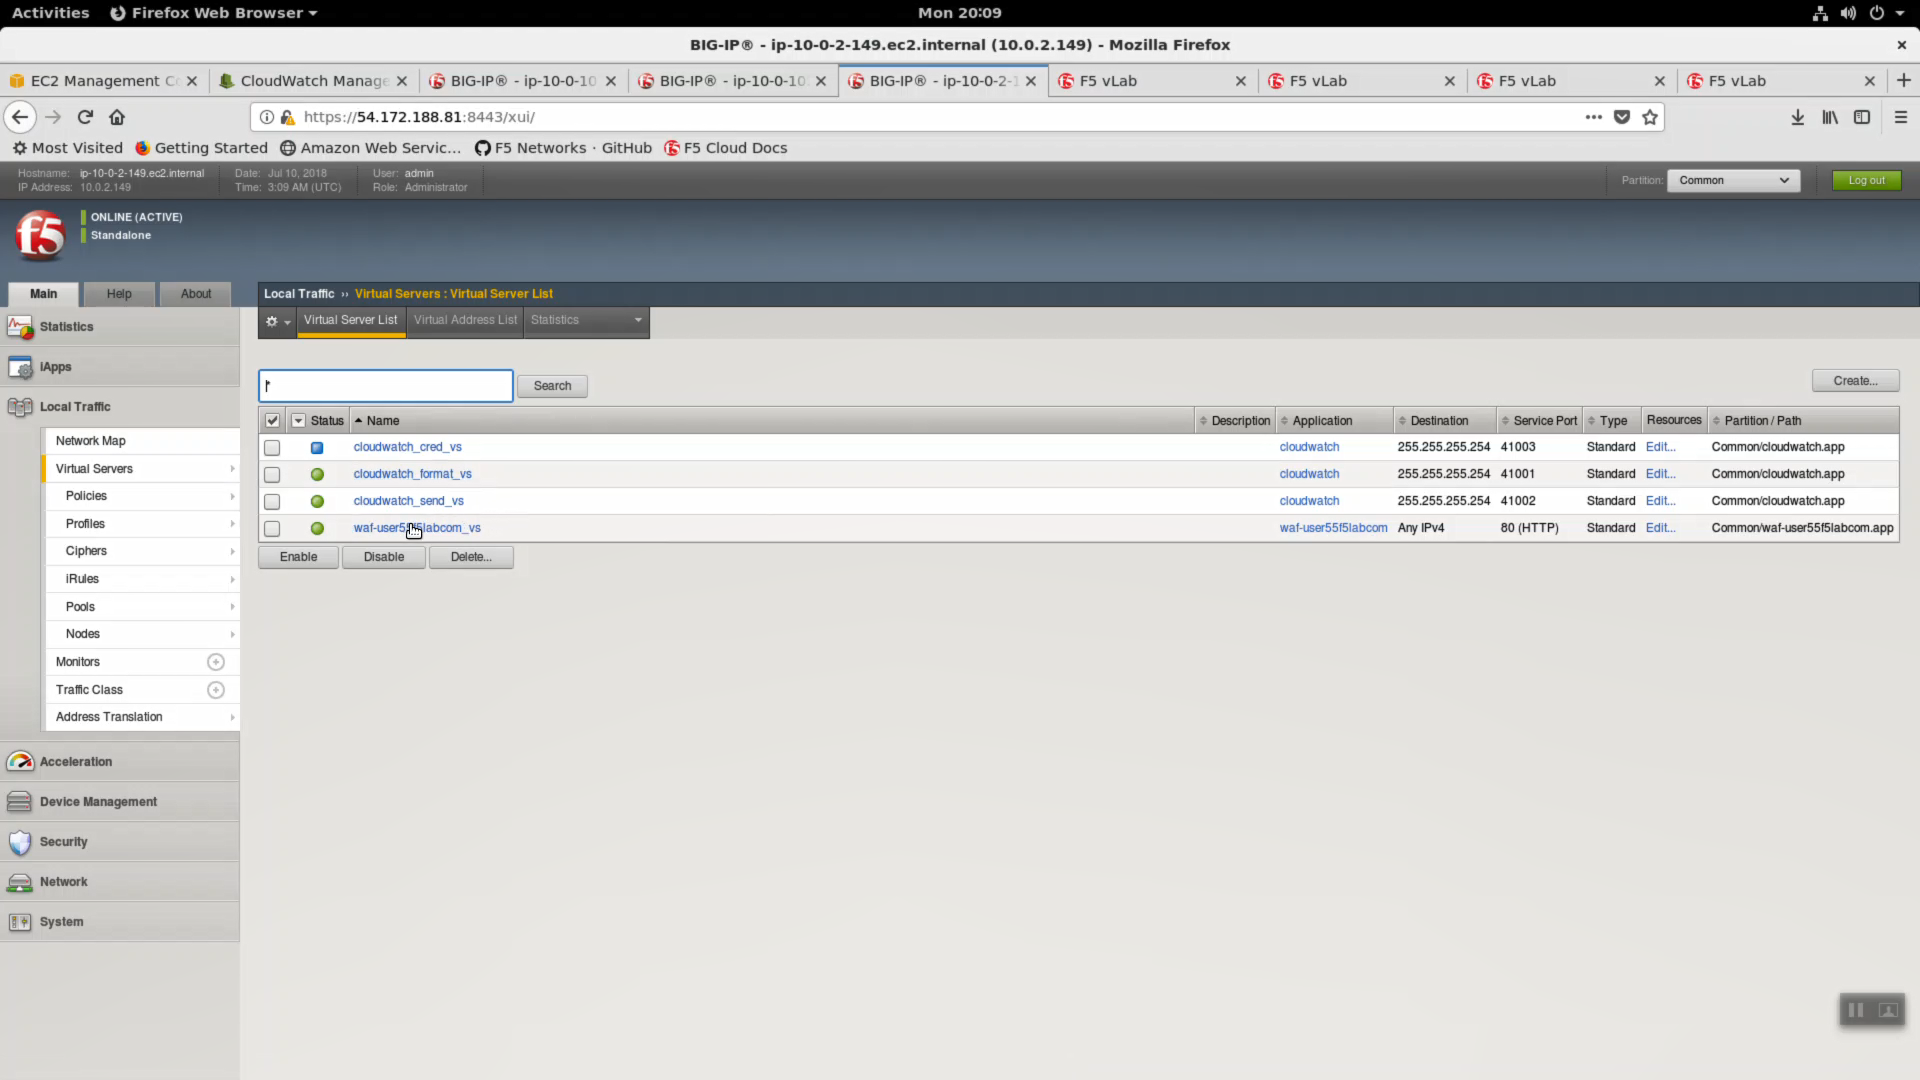 Activities Firefox Web Browser Mon 20:09
BIG-IP® - ip-10-0-2-149.ec2.internal (10.0.2.149) - Mozilla Firefox
EC2 Management Co CloudWatch Manage BIG-IP® - ip-10-0-10 BIG-IP® - ip-10-0-10 BIG-IP® - ip-10-0-2-1 F5 vLab F5 vLab F5 vLab F5 vLab
https://54.172.188.81:8443/xui/
Most Visited Getting Started Amazon Web Servic... F5 Networks · GitHub F5 Cloud Docs
Hostname: ip-10-0-2-149.ec2.internal Date: Jul 10, 2018 User: admin
IP Address: 10.0.2.149 Time: 3:09 AM (UTC) Role: Administrator
Partition: Common Log out
f5 ONLINE (ACTIVE)
Standalone
Main Help About Local Traffic ›› Virtual Servers : Virtual Server List
Statistics Virtual Server List Virtual Address List Statistics
iApps
* Search Create...
Local Traffic
Status Name Description Application Destination Service Port Type Resources Partition / Path
cloudwatch_cred_vs cloudwatch 255.255.255.254 41003 Standard Edit... Common/cloudwatch.app
cloudwatch_format_vs cloudwatch 255.255.255.254 41001 Standard Edit... Common/cloudwatch.app
cloudwatch_send_vs cloudwatch 255.255.255.254 41002 Standard Edit... Common/cloudwatch.app
waf-user55f5labcom_vs waf-user55f5labcom Any IPv4 80 (HTTP) Standard Edit... Common/waf-user55f5labcom.app
Enable Disable Delete...
Network Map
Virtual Servers
Policies
Profiles
Ciphers
iRules
Pools
Nodes
Monitors
Traffic Class
Address Translation
Acceleration
Device Management
Security
Network
System